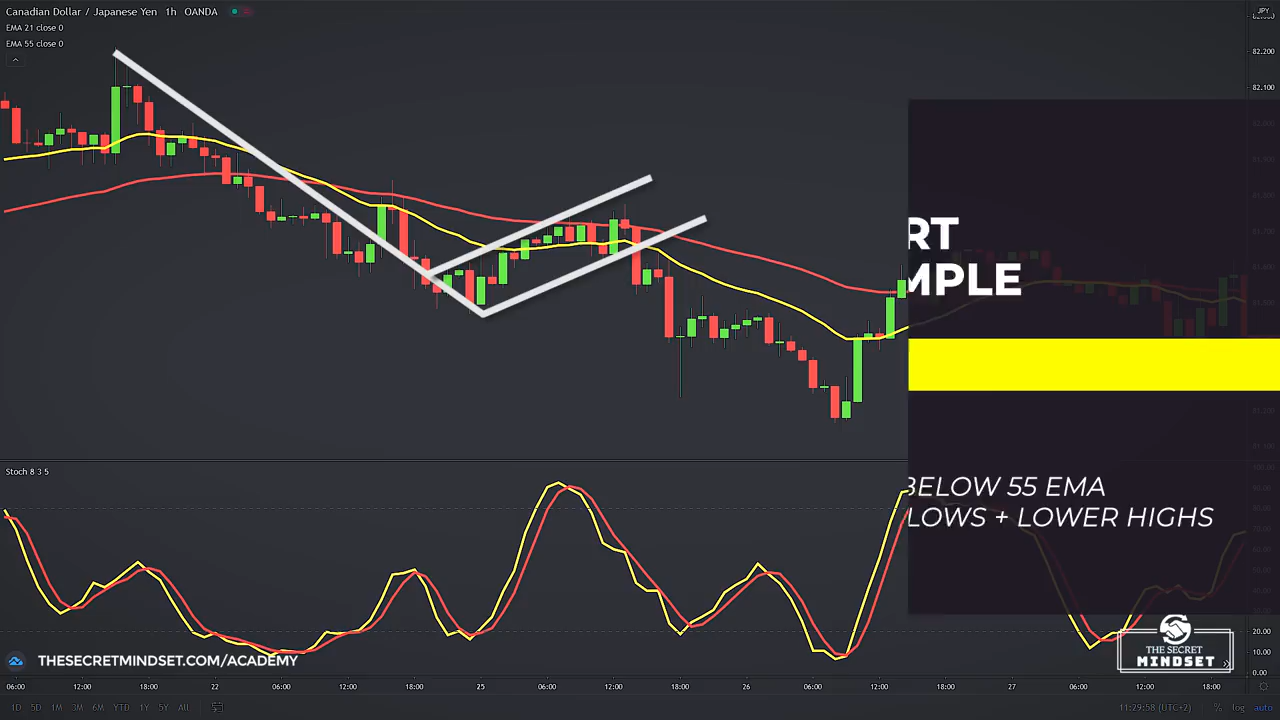 Canadian Dollar / Japanese Yen 1h OANDA
EMA 21 close 0
EMA 55 close 0
JPY
82.200
82.100
RT
MPLE
BELOW 55 EMA
LOWS + LOWER HIGHS
Stoch 8 3 5
20.00
10.00
0.00
THESECRETMINDSET.COM/ACADEMY
THE SECRET
MINDSET
06:00 12:00 18:00 22 06:00 12:00 18:00 25 06:00 12:00 18:00 26 06:00 12:00 18:00 27 06:00 12:00 18:00
1D 5D 1M 3M 6M YTD 1Y 5Y All 11:29:58 (UTC+2) % log auto